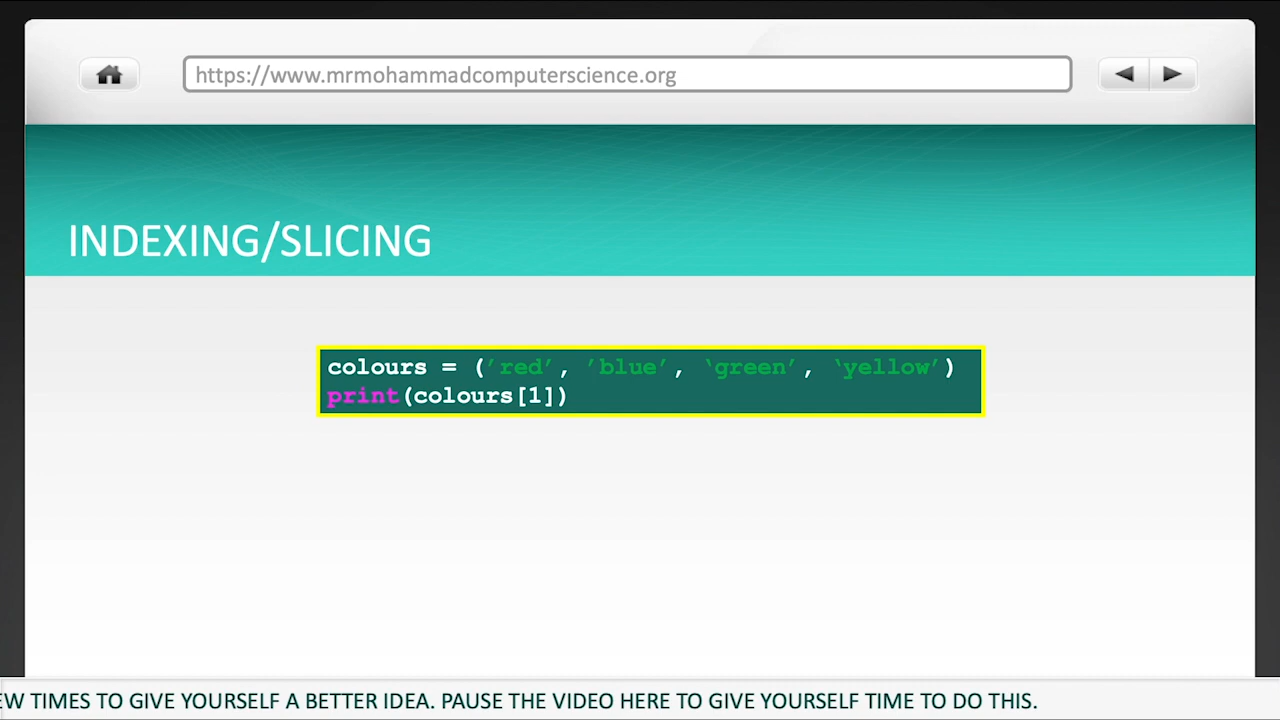 https://www.mrmohammadcomputerscience.org
INDEXING/SLICING
colours = (’red’, ’blue’, ‘green’, ‘yellow’)
print(colours[1])
TIMES TO GIVE YOURSELF A BETTER IDEA. PAUSE THE VIDEO HERE TO GIVE YOURSELF TIME TO DO THIS.